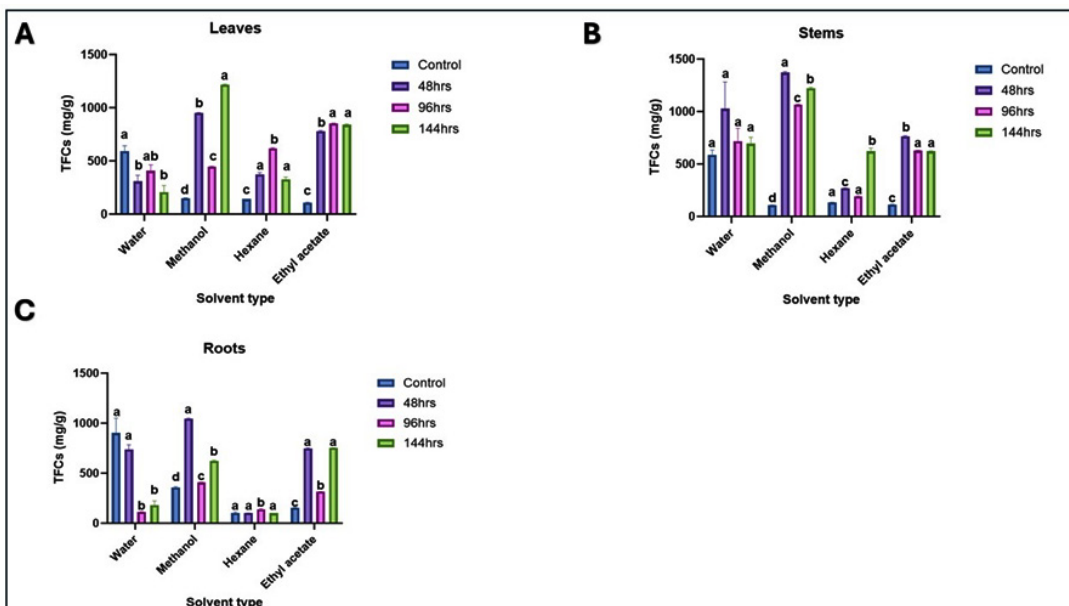 A
Leaves
TFCs (mg/g)
1500
1000
500
0
a b ab b
d b c a
c a b a
c b a a
Water
Methanol
Hexane
Ethyl acetate
Solvent type
Control
48hrs
96hrs
144hrs
B
Stems
TFCs (mg/g)
1500
1000
500
0
a a a a
d a c b
a c a b
c b a a
Water
Methanol
Hexane
Ethyl acetate
Solvent type
Control
48hrs
96hrs
144hrs
C
Roots
TFCs (mg/g)
1500
1000
500
0
a a b b
d a c b
a a b a
c a b a
Water
Methanol
Hexane
Ethyl acetate
Solvent type
Control
48hrs
96hrs
144hrs